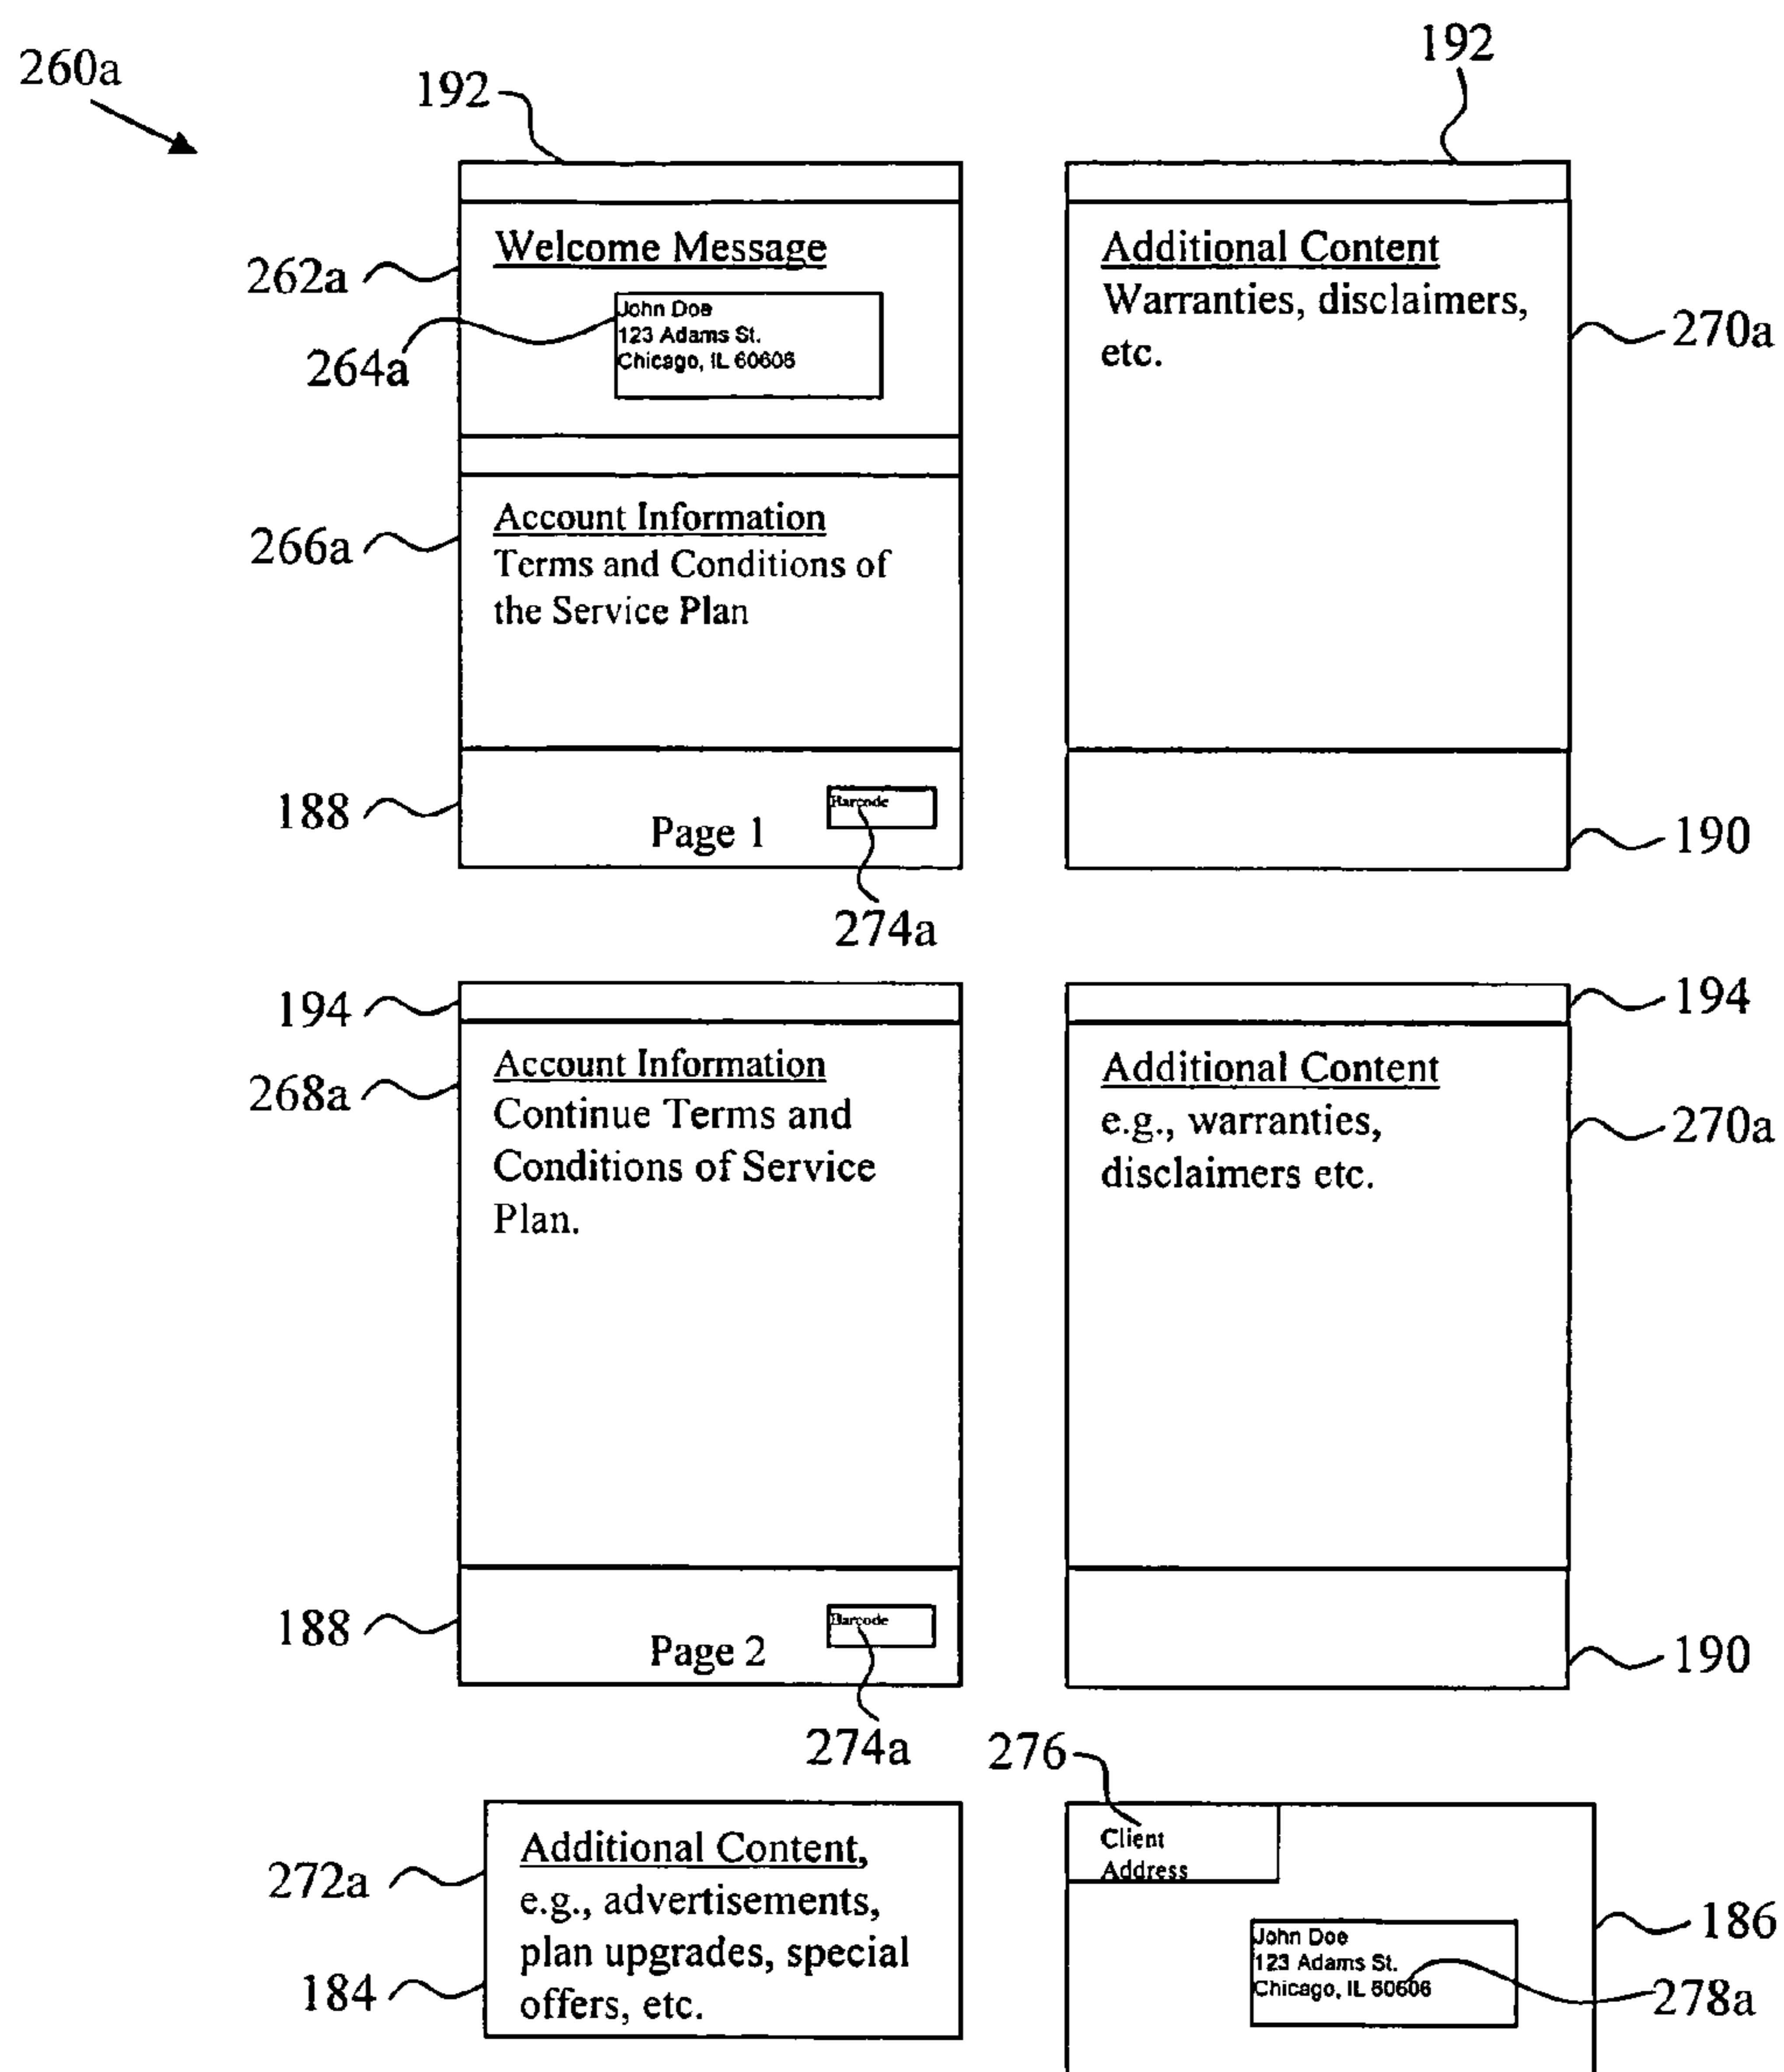 260a
192
192
Welcome Message
Additional Content
Warranties, disclaimers,
etc.
262a
John Doe
123 Adams St.
Chicago, IL 60606
264a
270a
Account Information
Terms and Conditions of
the Service Plan
266a
188
Barcode
Page 1
190
274a
194
194
Account Information
Continue Terms and
Conditions of Service
Plan.
268a
Additional Content
e.g., warranties,
disclaimers etc.
270a
188
Barcode
Page 2
190
274a
276
272a
Additional Content,
e.g., advertisements,
plan upgrades, special
offers, etc.
184
Client
Address
186
John Doe
123 Adams St.
Chicago, IL 60606
278a